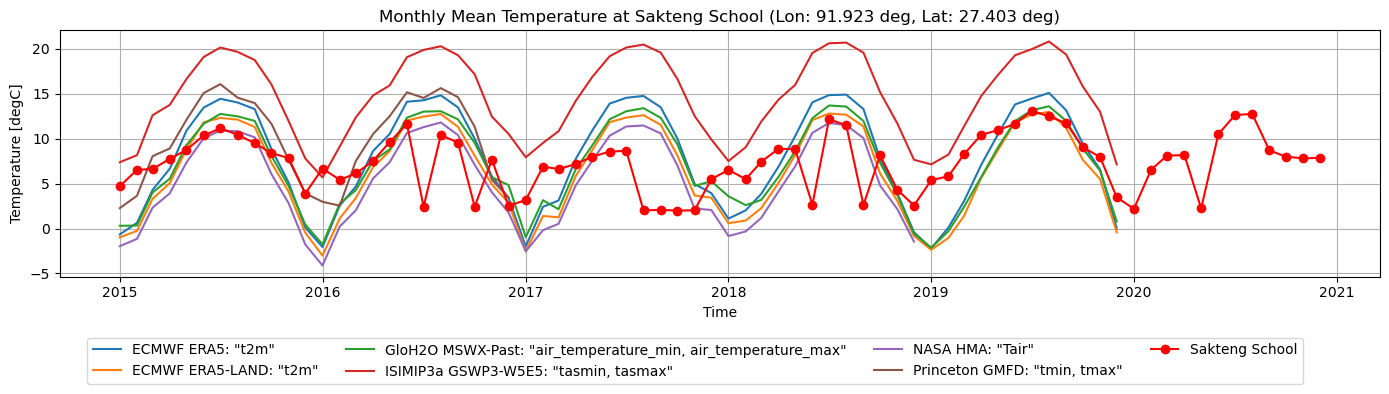 Monthly Mean Temperature at Sakteng School (Lon: 91.923 deg, Lat: 27.403 deg)
Temperature [degC]
20
15
10
5
0
−5
2015 2016 2017 2018 2019 2020 2021
Time
ECMWF ERA5: "t2m"
ECMWF ERA5-LAND: "t2m"
GloH2O MSWX-Past: "air_temperature_min, air_temperature_max"
ISIMIP3a GSWP3-W5E5: "tasmin, tasmax"
NASA HMA: "Tair"
Princeton GMFD: "tmin, tmax"
Sakteng School